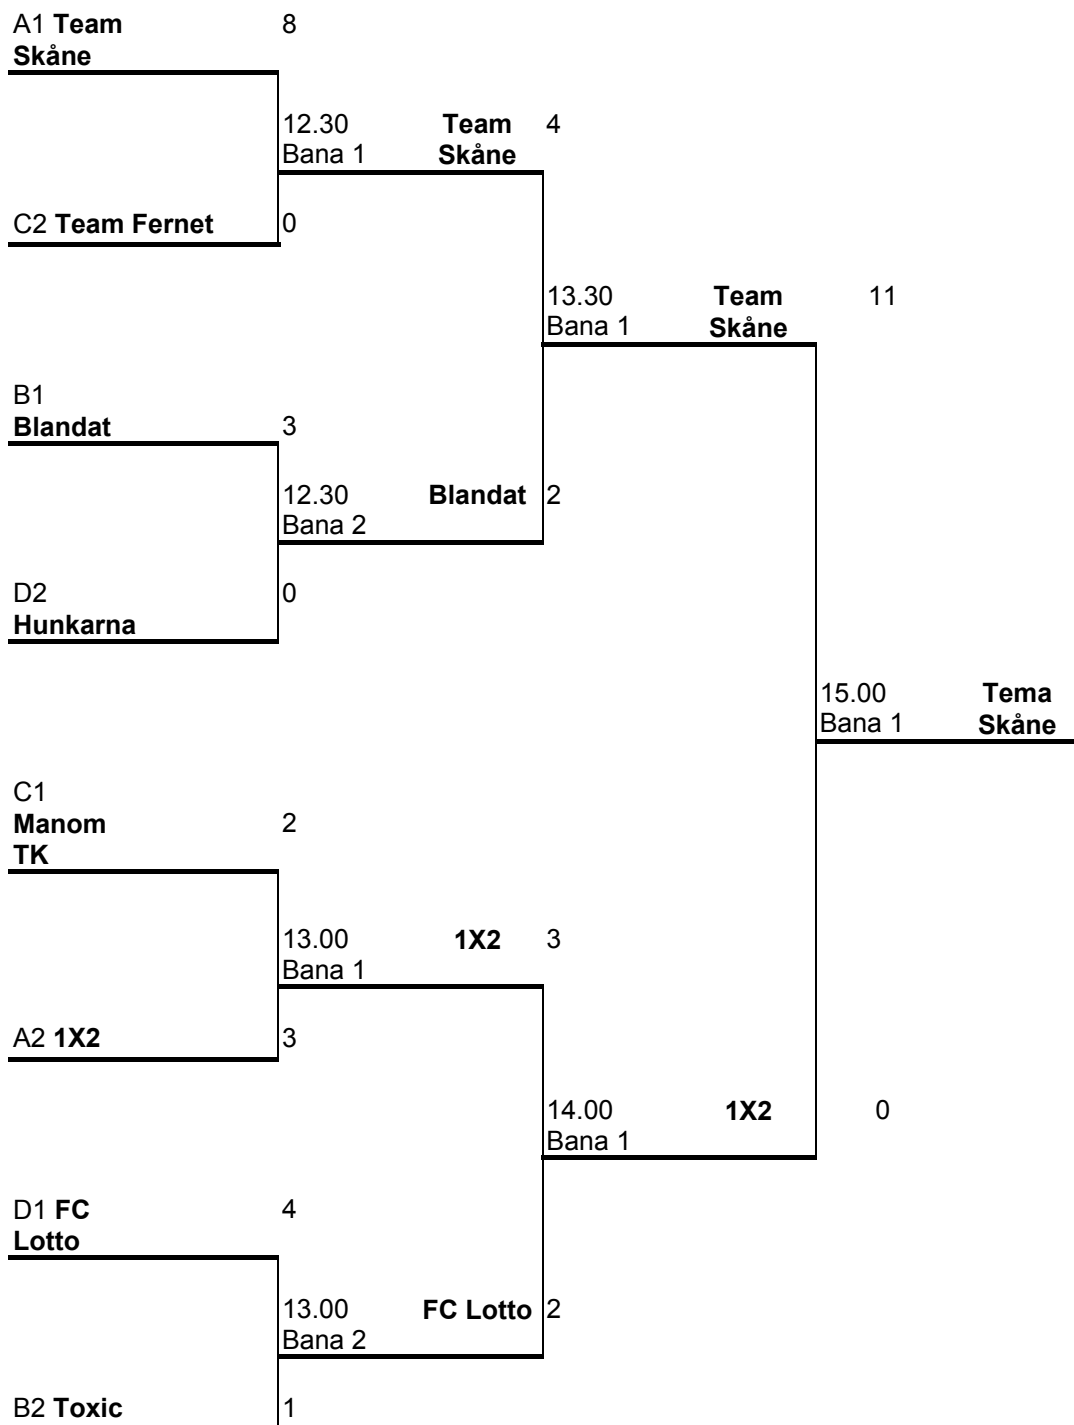 A1 Team 8
Skåne
12.30 Team 4
Bana 1 Skåne
C2 Team Fernet 0
13.30 Team 11
Bana 1 Skåne
B1
Blandat 3
12.30 Blandat 2
Bana 2
D2 0
Hunkarna
15.00 Tema
Bana 1 Skåne
C1
Manom 2
TK
13.00 1X2 3
Bana 1
A2 1X2 3
14.00 1X2 0
Bana 1
D1 FC 4
Lotto
13.00 FC Lotto 2
Bana 2
B2 Toxic 1